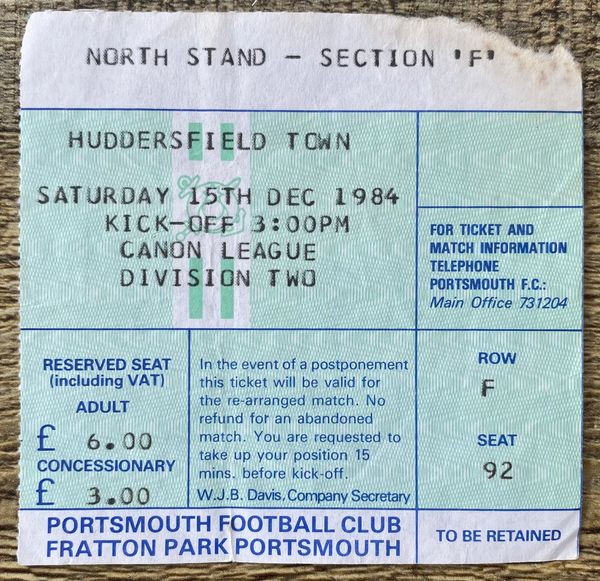 NORTH STAND - SECTION 'F'
HUDDERSFIELD TOWN
SATURDAY 15TH DEC 1984
KICK-OFF 3:00PM
CANON LEAGUE
DIVISION TWO
FOR TICKET AND
MATCH INFORMATION
TELEPHONE
PORTSMOUTH F.C.:
Main Office 731204
RESERVED SEAT
(including VAT)
ADULT
£ 6.00
CONCESSIONARY
£ 3.00
In the event of a postponement
this ticket will be valid for
the re-arranged match. No
refund for an abandoned
match. You are requested to
take up your position 15
mins. before kick-off.
W.J.B. Davis, Company Secretary
ROW
F
SEAT
92
PORTSMOUTH FOOTBALL CLUB
FRATTON PARK PORTSMOUTH
TO BE RETAINED